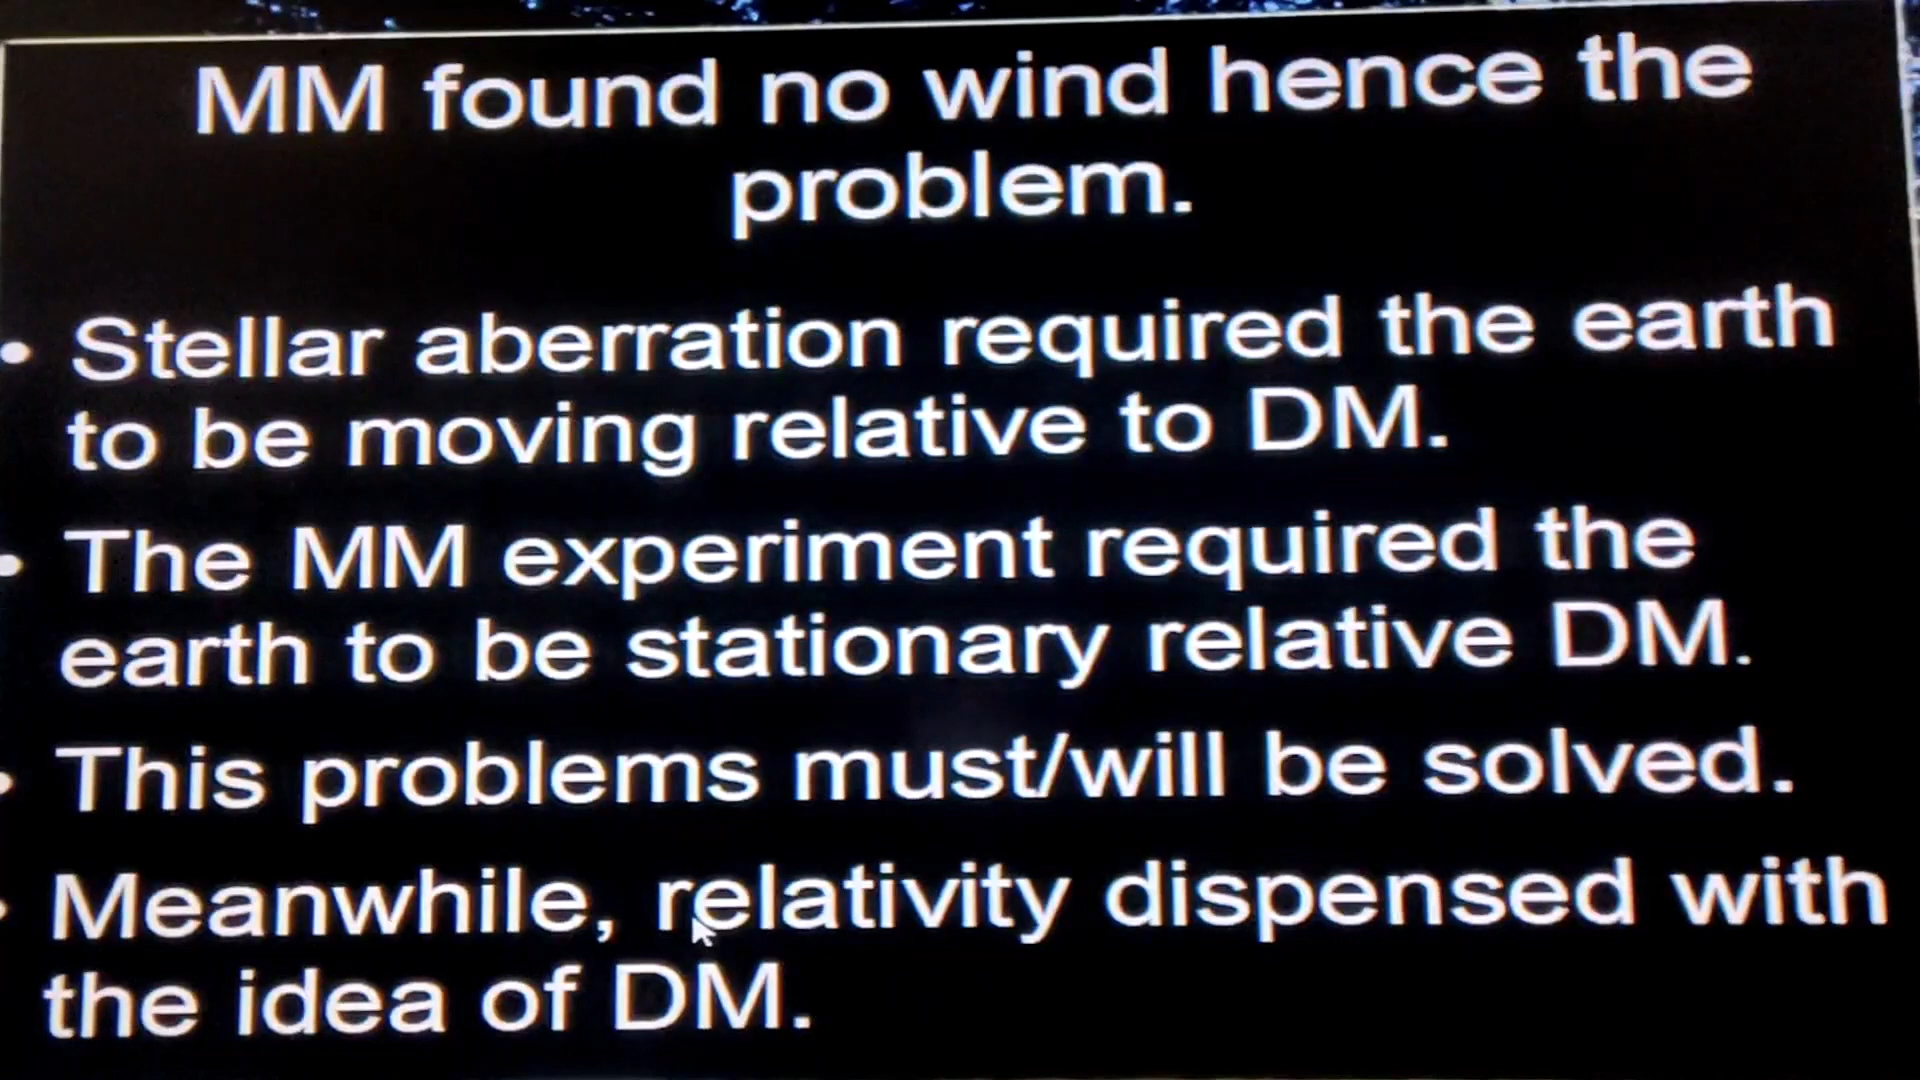 MM found no wind hence the
problem.
• Stellar aberration required the earth
to be moving relative to DM.
• The MM experiment required the
earth to be stationary relative DM.
• This problems must/will be solved.
• Meanwhile, relativity dispensed with
the idea of DM.